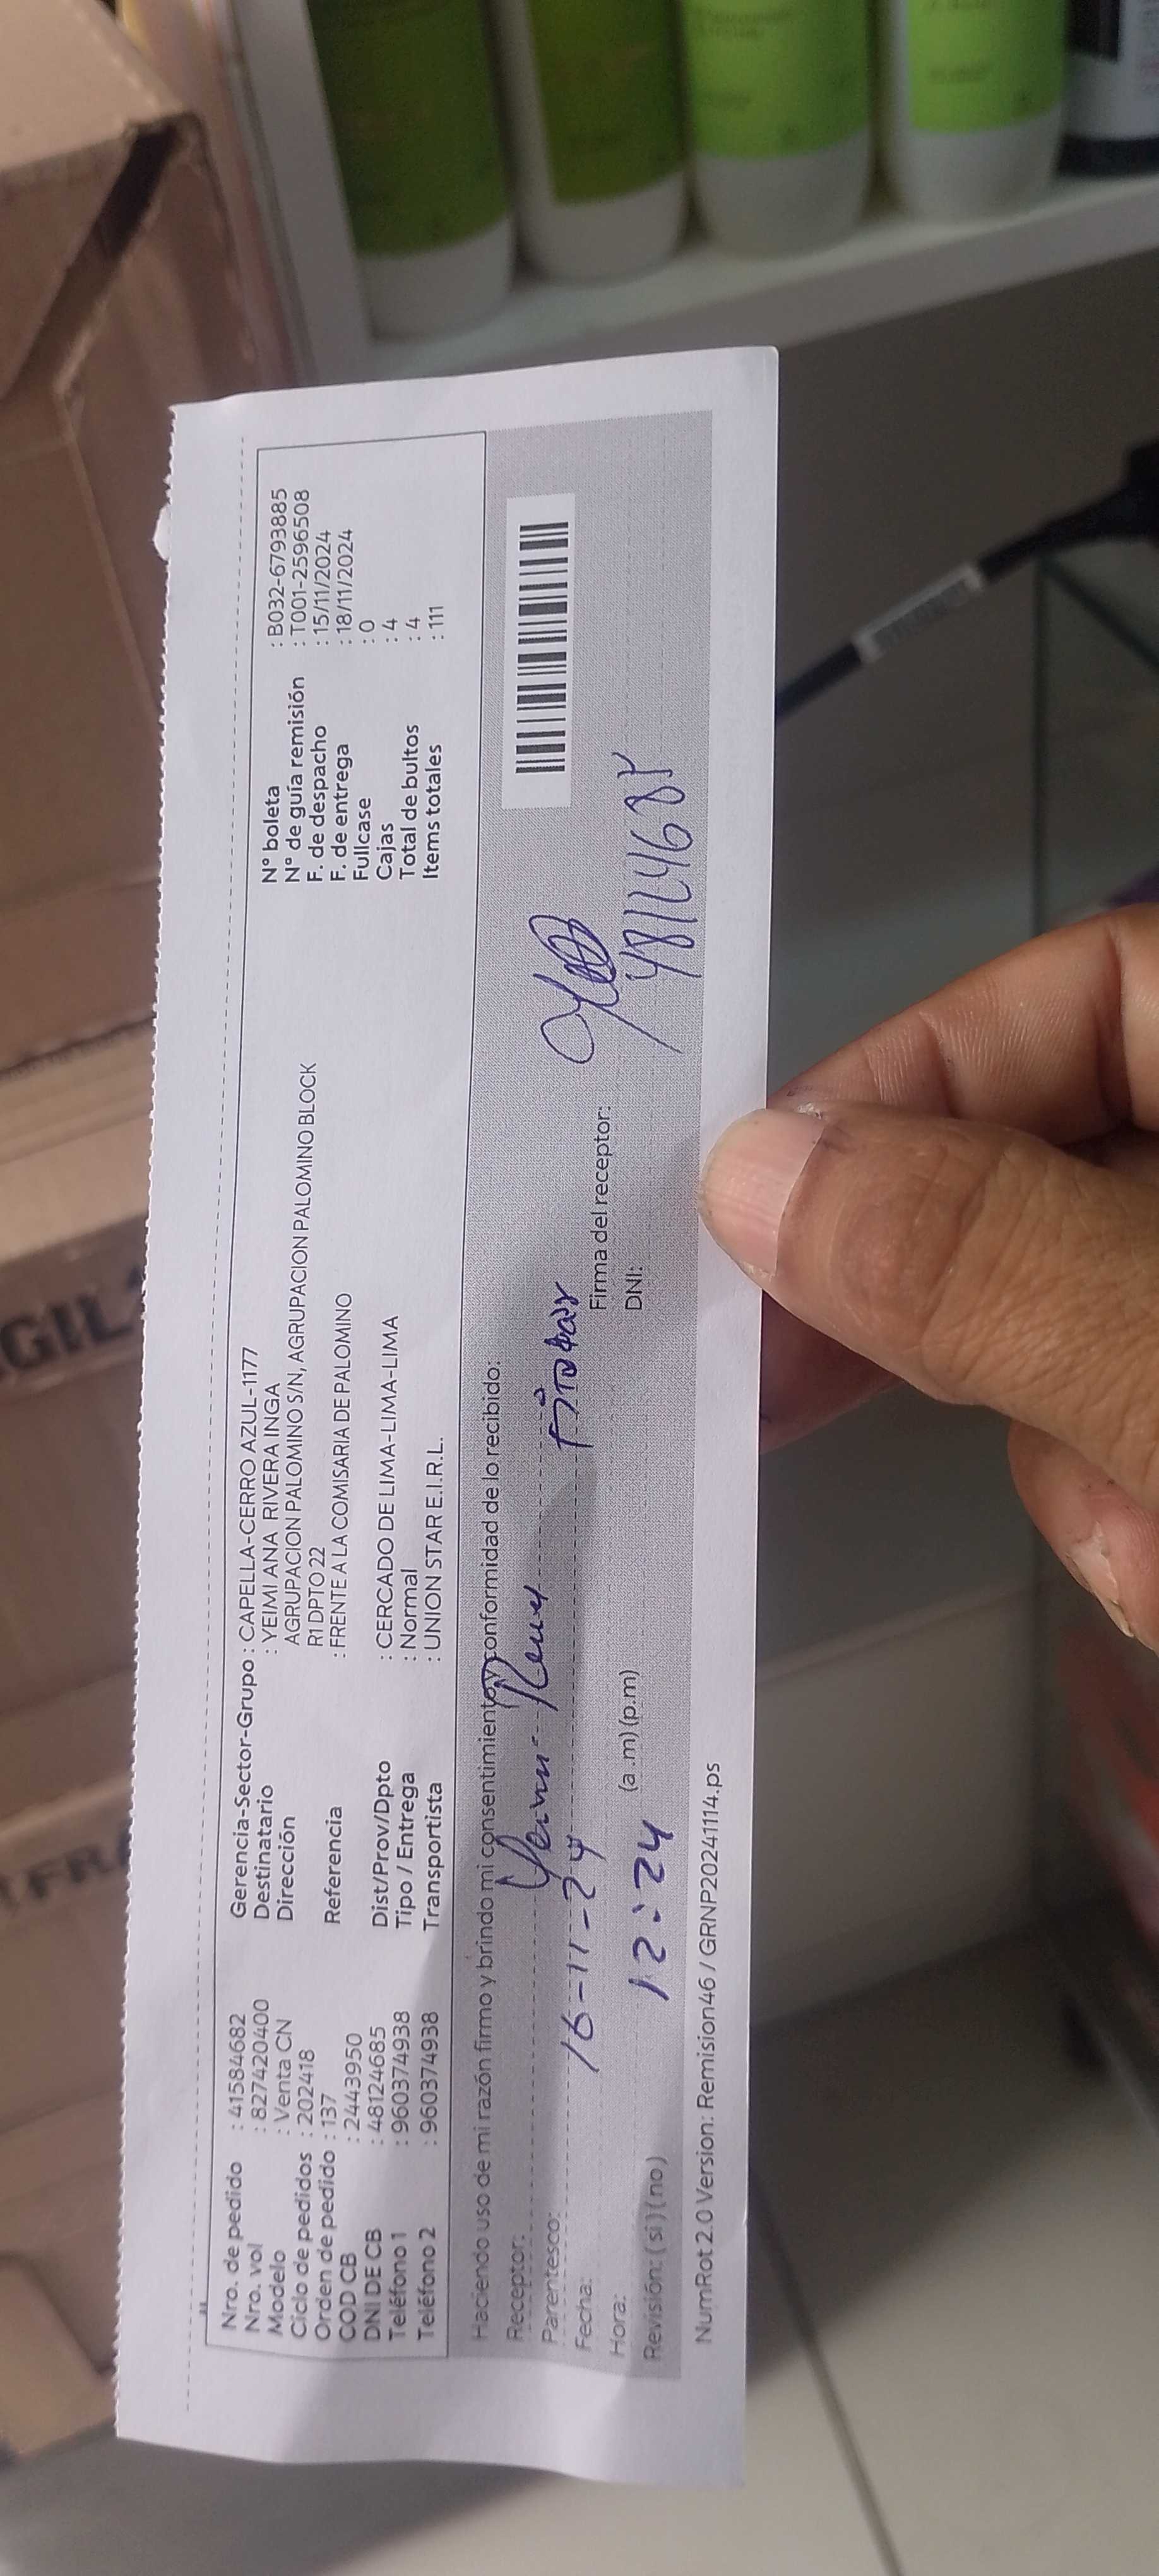 Nro. de pedido : 41584682
Nro. vol : 827420400
Modelo : Venta CN
Ciclo de pedidos : 202418
Orden de pedido : 137
COD CB : 2443950
DNI DE CB : 48124685
Teléfono 1 : 960374938
Teléfono 2 : 960374938
Gerencia-Sector-Grupo : CAPELLA-CERRO AZUL-1177
Destinatario : YEIMI ANA RIVERA INGA
Dirección AGRUPACION PALOMINO S/N, AGRUPACION PALOMINO BLOCK
R1 DPTO 22
Referencia : FRENTE A LA COMISARIA DE PALOMINO
Dist/Prov/Dpto : CERCADO DE LIMA-LIMA-LIMA
Tipo / Entrega : Normal
Transportista : UNION STAR E.I.R.L.
N° boleta : B032-6793885
N° de guía remisión : T001-2596508
F. de despacho : 15/11/2024
F. de entrega : 18/11/2024
Fullcase : 0
Cajas : 4
Total de bultos : 4
Items totales : 111
Haciendo uso de mi razón firmo y brindo mi consentimiento y conformidad de lo recibido:
Receptor:
Parentesco:
Fecha: 16-11-24
Hora: 12:24 (a .m) (p.m)
Revisión: ( si ) ( no )
Firma del receptor:
DNI:
NumRot 2.0 Version: Remision46 / GRNP20241114.ps